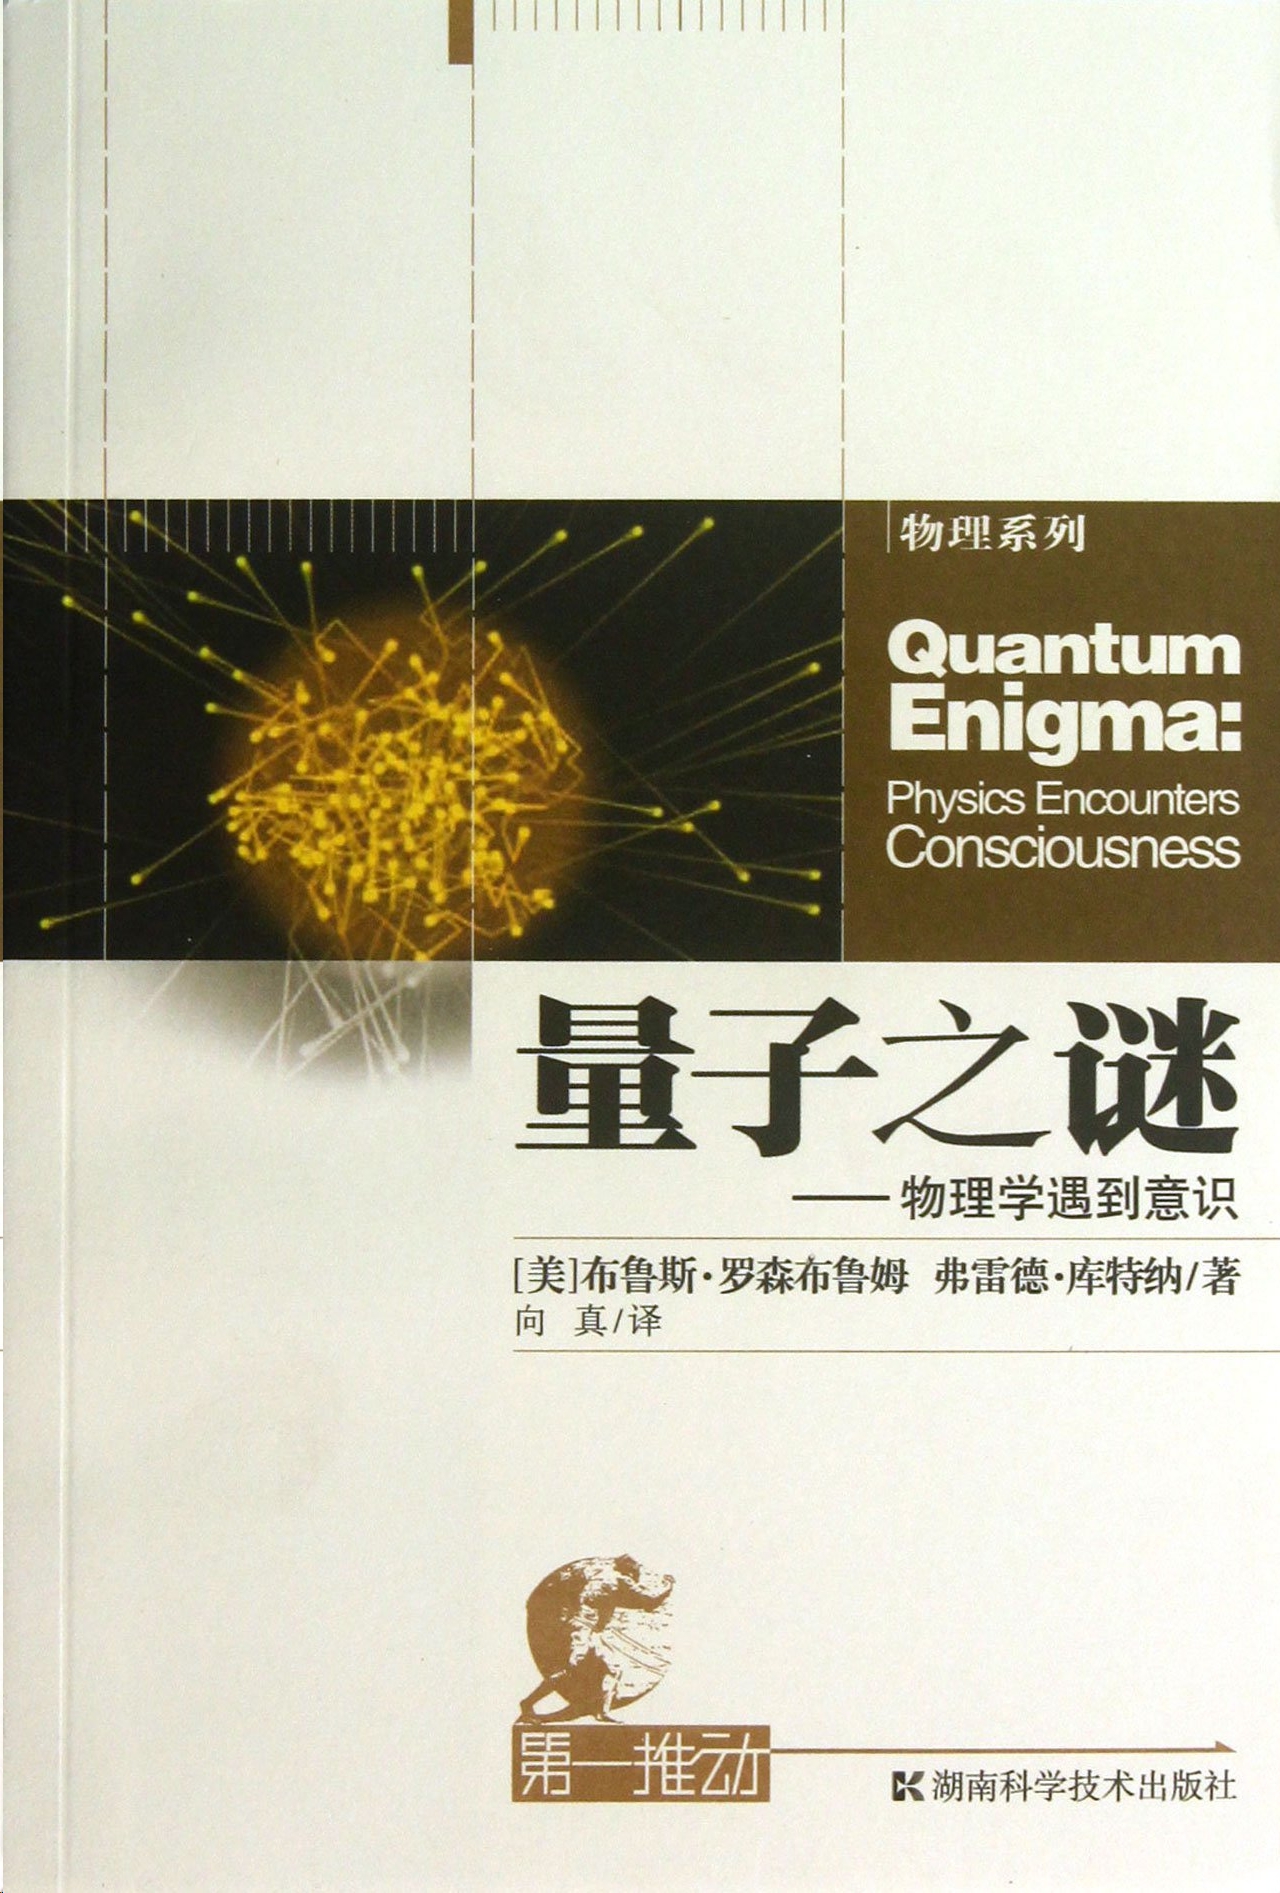 物理系列
Quantum
Enigma:
Physics Encounters
Consciousness
量子之谜
——物理学遇到意识
[美]布鲁斯·罗森布鲁姆 弗雷德·库特纳/著
向 真/译
第一推动
湖南科学技术出版社